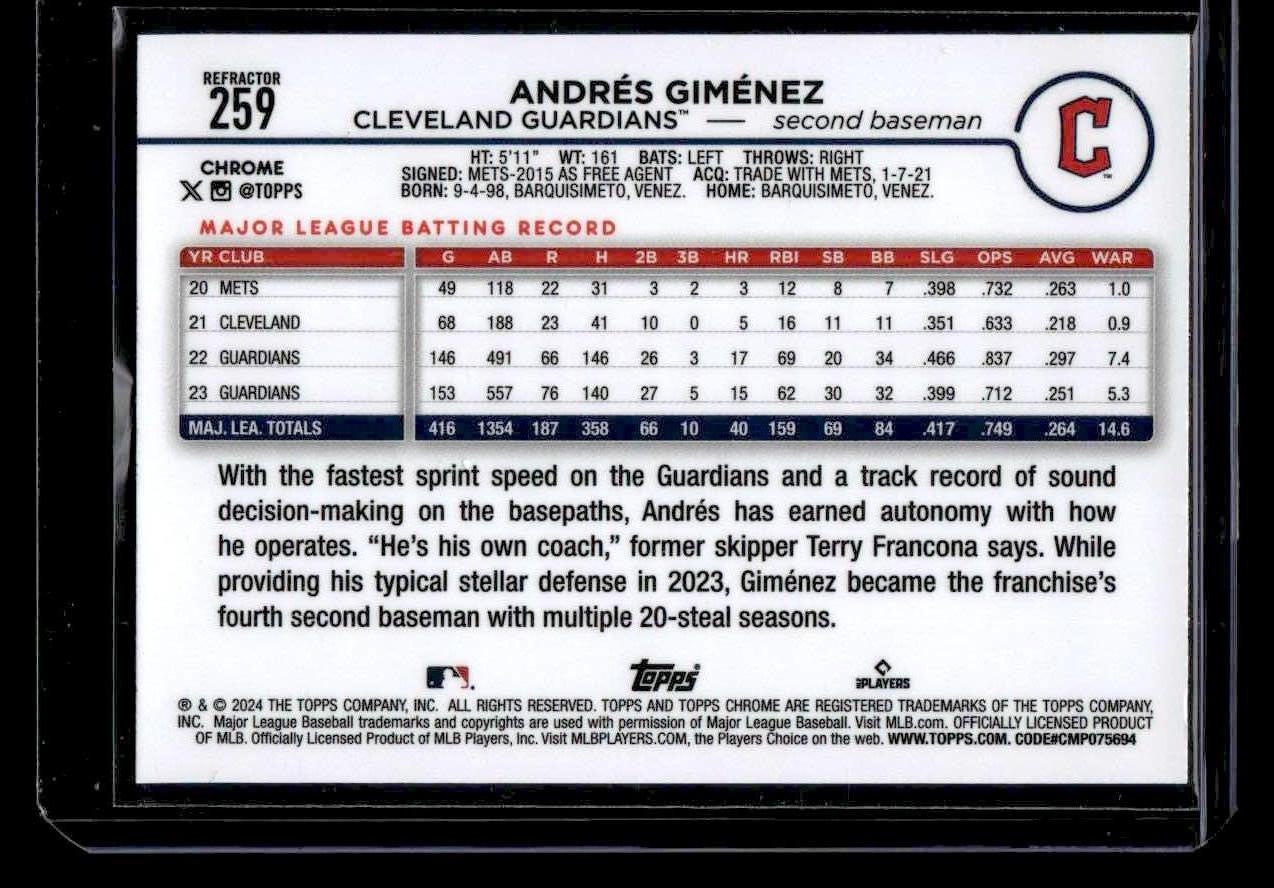 REFRACTOR
259
ANDRÉS GIMÉNEZ
CLEVELAND GUARDIANS™ — second baseman
C
™
CHROME
X @TOPPS
HT: 5'11" WT: 161 BATS: LEFT THROWS: RIGHT
SIGNED: METS-2015 AS FREE AGENT ACQ: TRADE WITH METS, 1-7-21
BORN: 9-4-98, BARQUISIMETO, VENEZ. HOME: BARQUISIMETO, VENEZ.
MAJOR LEAGUE BATTING RECORD
YR CLUB G AB R H 2B 3B HR RBI SB BB SLG OPS AVG WAR
20 METS 49 118 22 31 3 2 3 12 8 7 .398 .732 .263 1.0
21 CLEVELAND 68 188 23 41 10 0 5 16 11 11 .351 .633 .218 0.9
22 GUARDIANS 146 491 66 146 26 3 17 69 20 34 .466 .837 .297 7.4
23 GUARDIANS 153 557 76 140 27 5 15 62 30 32 .399 .712 .251 5.3
MAJ. LEA. TOTALS 416 1354 187 358 66 10 40 159 69 84 .417 .749 .264 14.6
With the fastest sprint speed on the Guardians and a track record of sound
decision-making on the basepaths, Andrés has earned autonomy with how
he operates. “He’s his own coach,” former skipper Terry Francona says. While
providing his typical stellar defense in 2023, Giménez became the franchise’s
fourth second baseman with multiple 20-steal seasons.
Topps® PLAYERS
® & © 2024 THE TOPPS COMPANY, INC. ALL RIGHTS RESERVED. TOPPS AND TOPPS CHROME ARE REGISTERED TRADEMARKS OF THE TOPPS COMPANY,
INC. Major League Baseball trademarks and copyrights are used with permission of Major League Baseball. Visit MLB.com. OFFICIALLY LICENSED PRODUCT
OF MLB. Officially Licensed Product of MLB Players, Inc. Visit MLBPLAYERS.COM, the Players Choice on the web. WWW.TOPPS.COM. CODE#CMP075694